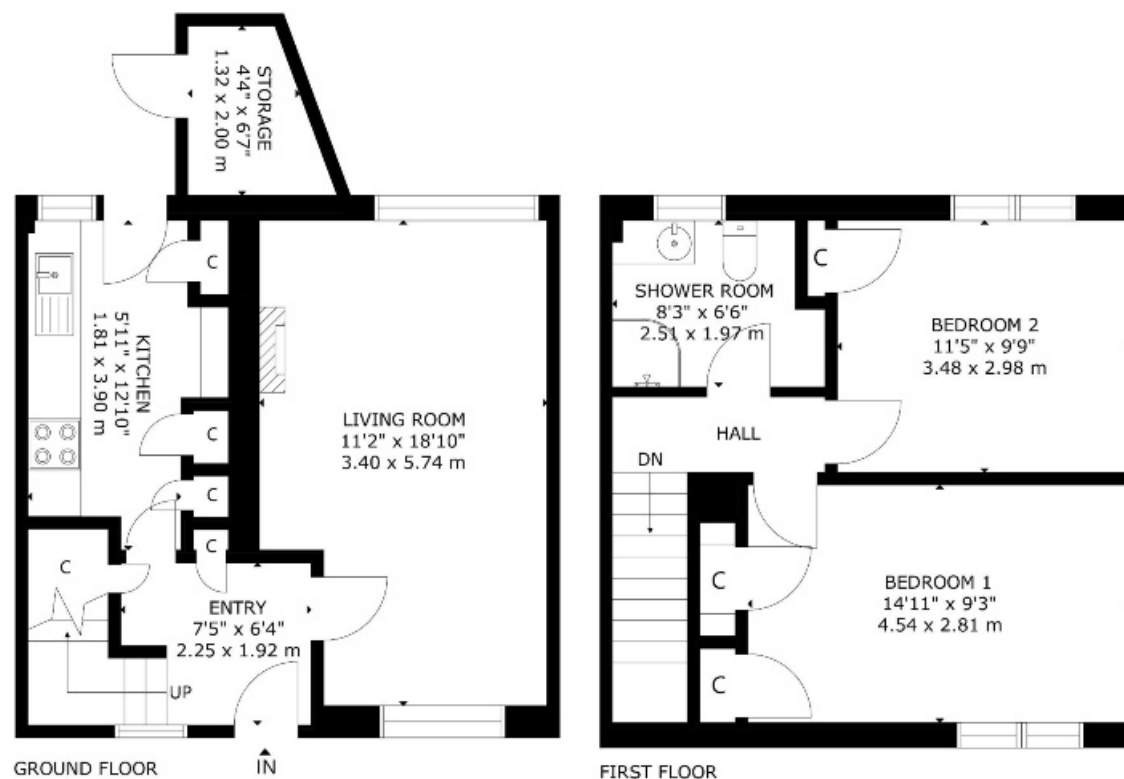 STORAGE
4'4" x 6'7"
1.32 x 2.00 m
KITCHEN
5'11" x 12'10"
1.81 x 3.90 m
C
C
C
C
C
LIVING ROOM
11'2" x 18'10"
3.40 x 5.74 m
ENTRY
7'5" x 6'4"
2.25 x 1.92 m
UP
IN
GROUND FLOOR
SHOWER ROOM
8'3" x 6'6"
2.51 x 1.97 m
C
BEDROOM 2
11'5" x 9'9"
3.48 x 2.98 m
HALL
DN
C
BEDROOM 1
14'11" x 9'3"
4.54 x 2.81 m
C
FIRST FLOOR